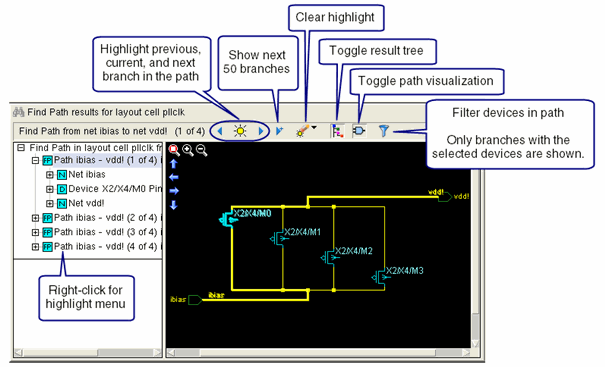 Clear highlight
Highlight previous,
current, and next
branch in the path
Show next
50 branches
Toggle result tree
Toggle path visualization
Filter devices in path
Only branches with the
selected devices are shown.
Find Path results for layout cell pllclk
Find Path from net ibias to net vdd! (1 of 4)
Find Path in layout cell pllclk fi
FP Path ibias - vdd! (1 of 4) i
N Net ibias
D Device X2/X4/M0 Pin
N Net vdd!
FP Path ibias - vdd! (2 of 4) i
FP Path ibias - vdd! (3 of 4) i
FP Path ibias - vdd! (4 of 4) i
Right-click for
highlight menu
vdd! vdd!
X2/X4/M0
X2/X4/M1
X2/X4/M2
X2/X4/M3
ibias ibias